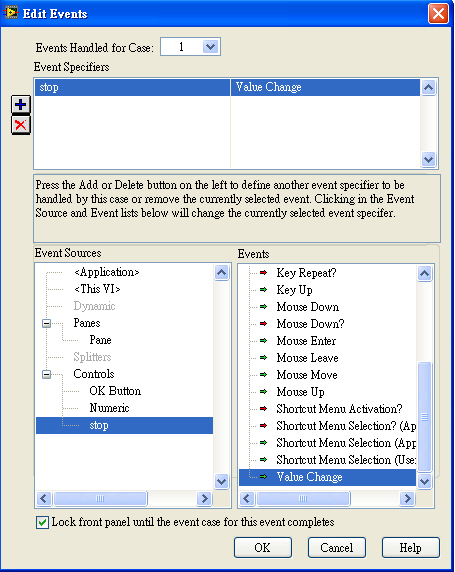 Edit Events
Events Handled for Case: 1
Event Specifiers
stop Value Change
Press the Add or Delete button on the left to define another event specifier to be
handled by this case or remove the currently selected event. Clicking in the Event
Source and Event lists below will change the currently selected event specifer.
Event Sources
<Application>
<This VI>
Dynamic
Panes
Pane
Splitters
Controls
OK Button
Numeric
stop
Events
Key Repeat?
Key Up
Mouse Down
Mouse Down?
Mouse Enter
Mouse Leave
Mouse Move
Mouse Up
Shortcut Menu Activation?
Shortcut Menu Selection? (Ap
Shortcut Menu Selection (App
Shortcut Menu Selection (Use
Value Change
Lock front panel until the event case for this event completes
OK Cancel Help